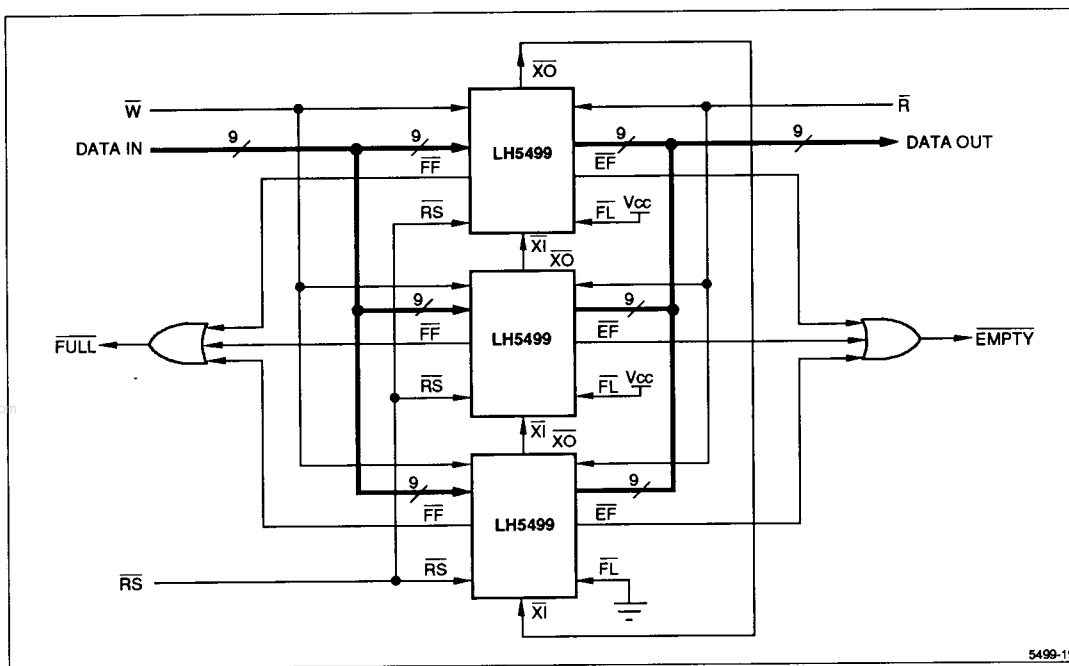 XO
W
R
9
9
9
9
DATA IN
LH5499
DATA OUT
FF
EF
RS
FL
Vcc
XI
XO
9
9
FULL
FF
LH5499
EF
EMPTY
RS
FL
Vcc
XI
XO
9
9
FF
LH5499
EF
RS
RS
FL
XI